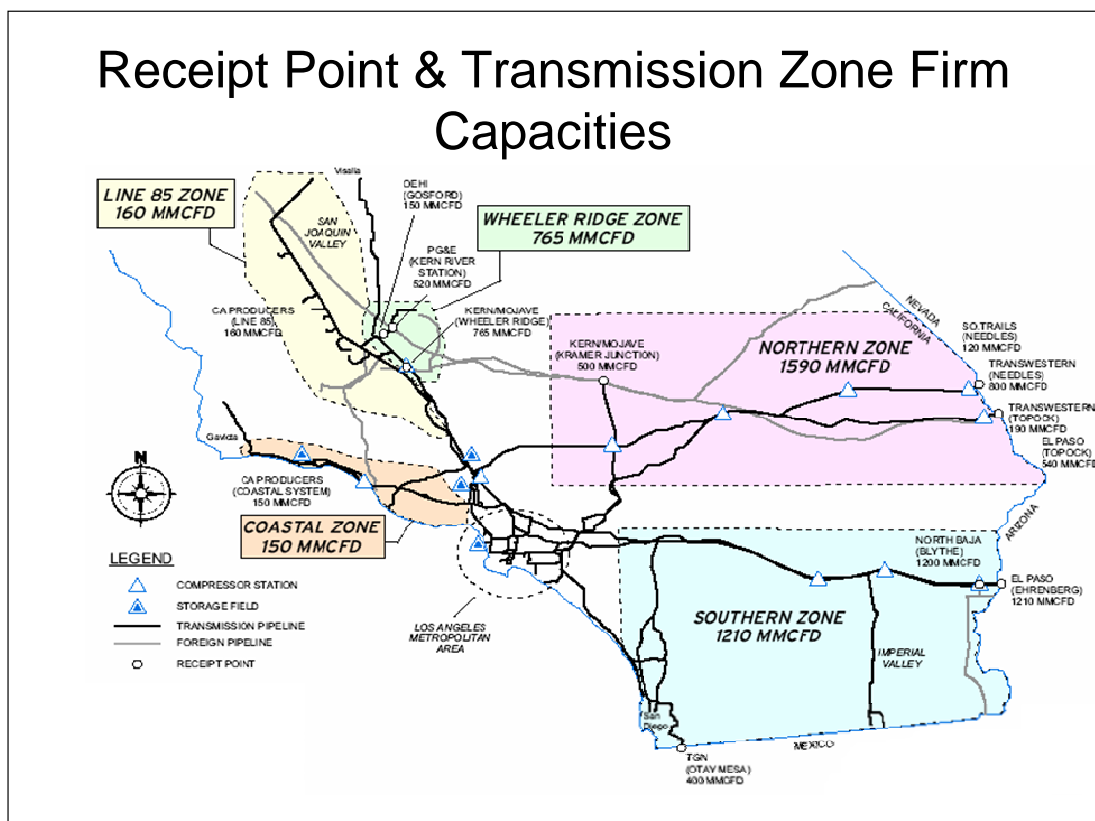 Receipt Point & Transmission Zone Firm
Capacities
Visalia
OEHI
(GOSFORD)
150 MMCFD
LINE 85 ZONE
160 MMCFD
SAN
JOAQUIN
VALLEY
WHEELER RIDGE ZONE
765 MMCFD
PG&E
(KERN RIVER
STATION)
520 MMCFD
CA PRODUCERS
(LINE 85)
160 MMCFD
KERN/MOJAVE
(WHEELER RIDGE)
765 MMCFD
KERN/MOJAVE
(KRAMER JUNCTION)
500 MMCFD
NORTHERN ZONE
1590 MMCFD
NEVADA
CALIFORNIA
SO.TRAILS
(NEEDLES)
120 MMCFD
TRANSWESTERN
(NEEDLES)
800 MMCFD
TRANSWESTERN
(TOPOCK)
190 MMCFD
EL PASO
(TOPOCK)
540 MMCFD
Gaviota
N
CA PRODUCERS
(COASTAL SYSTEM)
150 MMCFD
COASTAL ZONE
150 MMCFD
ARIZONA
NORTH BAJA
(BLYTHE)
1200 MMCFD
EL PASO
(EHRENBERG)
1210 MMCFD
LEGEND
COMPRESSOR STATION
STORAGE FIELD
TRANSMISSION PIPELINE
FOREIGN PIPELINE
RECEIPT POINT
LOS ANGELES
METROPOLITAN
AREA
SOUTHERN ZONE
1210 MMCFD
IMPERIAL
VALLEY
San
Diego
MEXICO
TGN
(OTAY MESA)
400 MMCFD